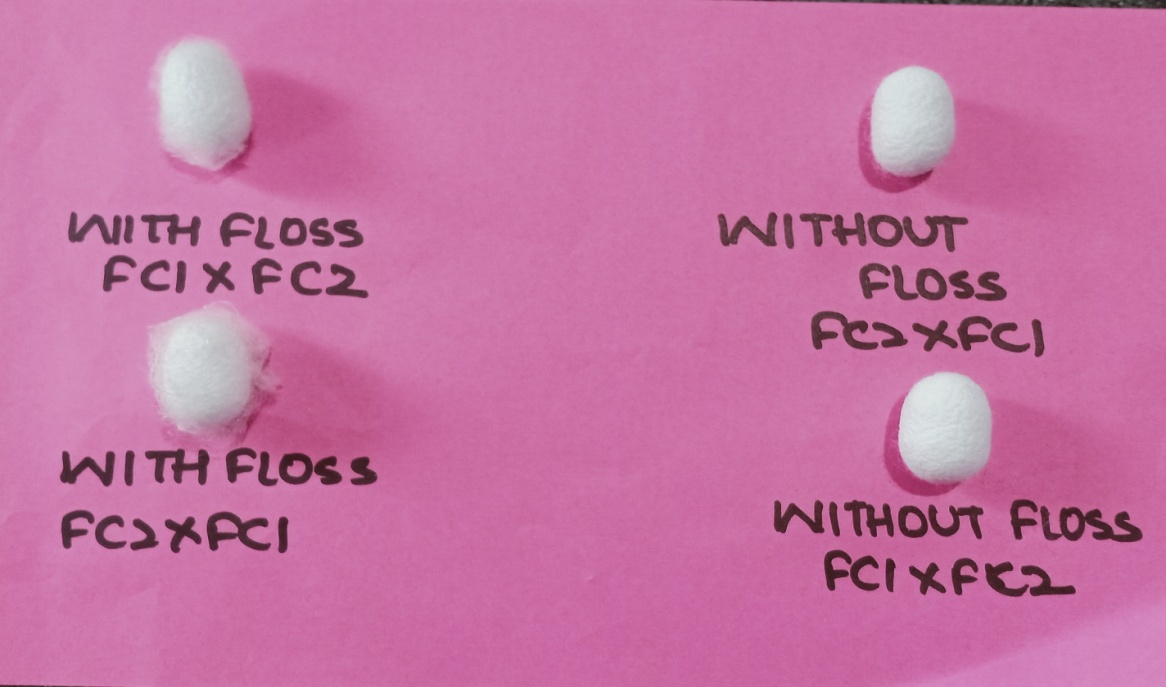 WITH FLOSS
FC1 X FC2
WITHOUT
FLOSS
FC2 X FC1
WITH FLOSS
FC2 X FC1
WITHOUT FLOSS
FC1 X FC2